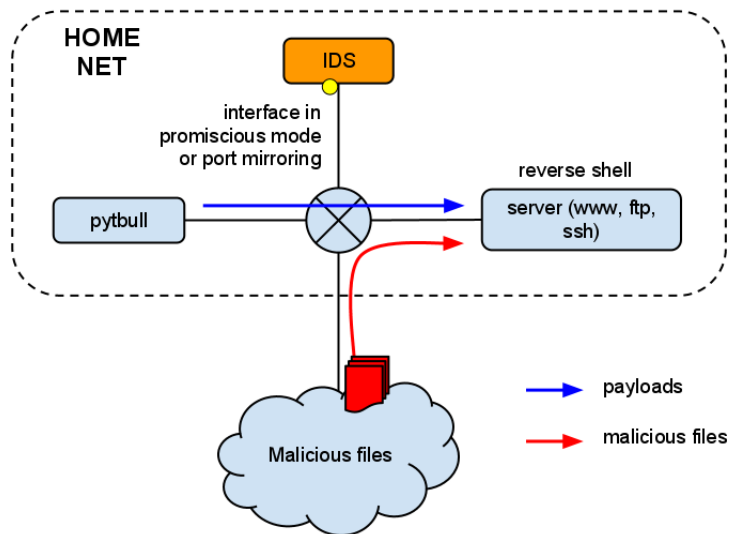 HOME
NET
IDS
interface in
promiscious mode
or port mirroring
reverse shell
pytbull
server (www, ftp,
ssh)
payloads
malicious files
Malicious files